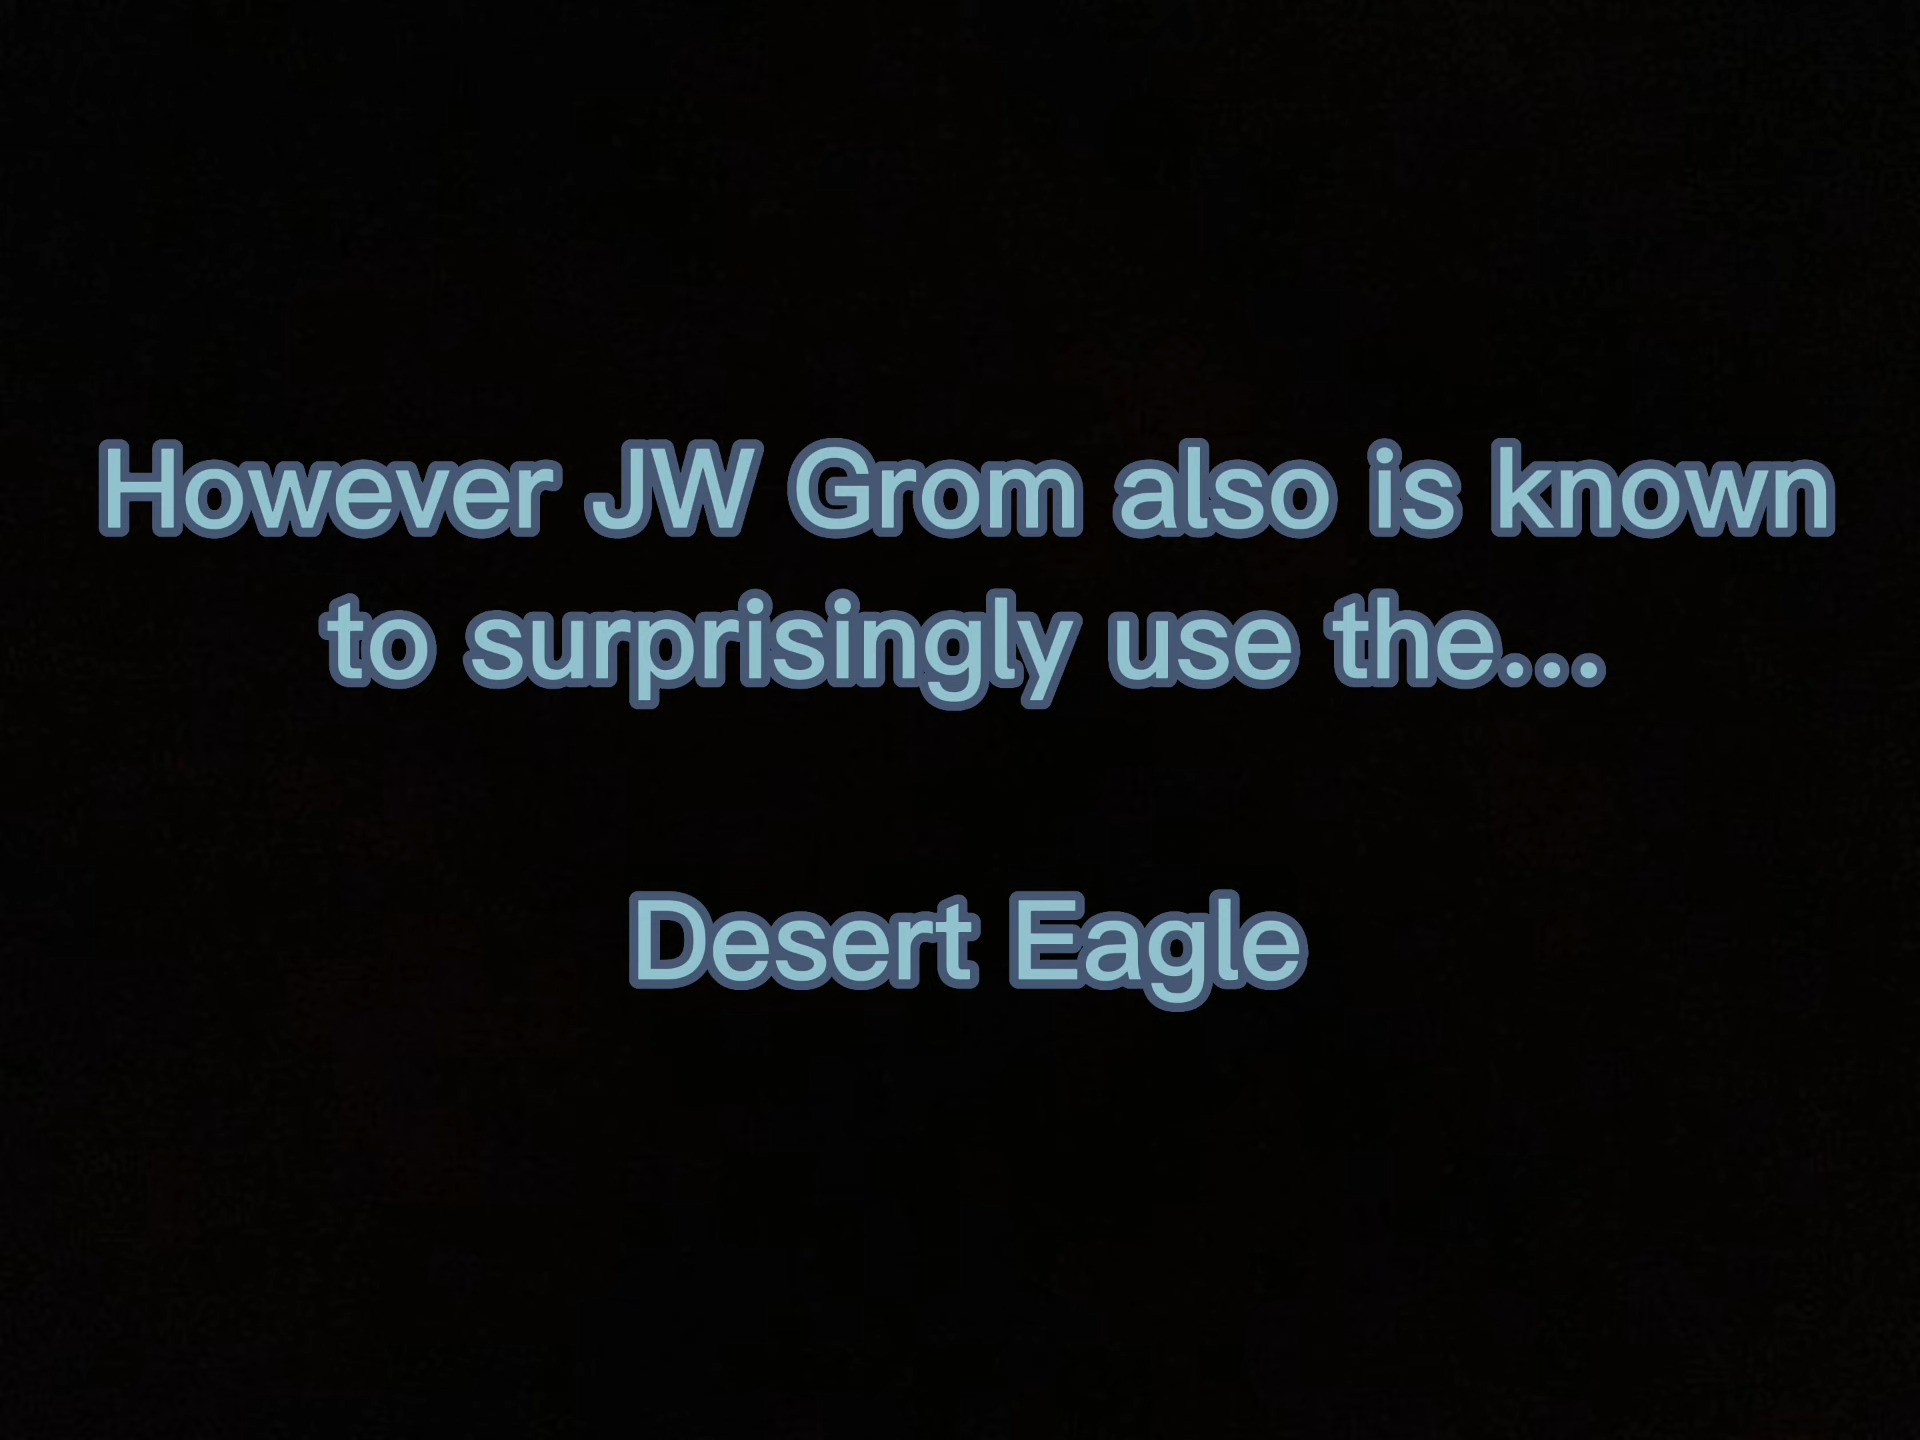 However JW Grom also is known
to surprisingly use the...
Desert Eagle